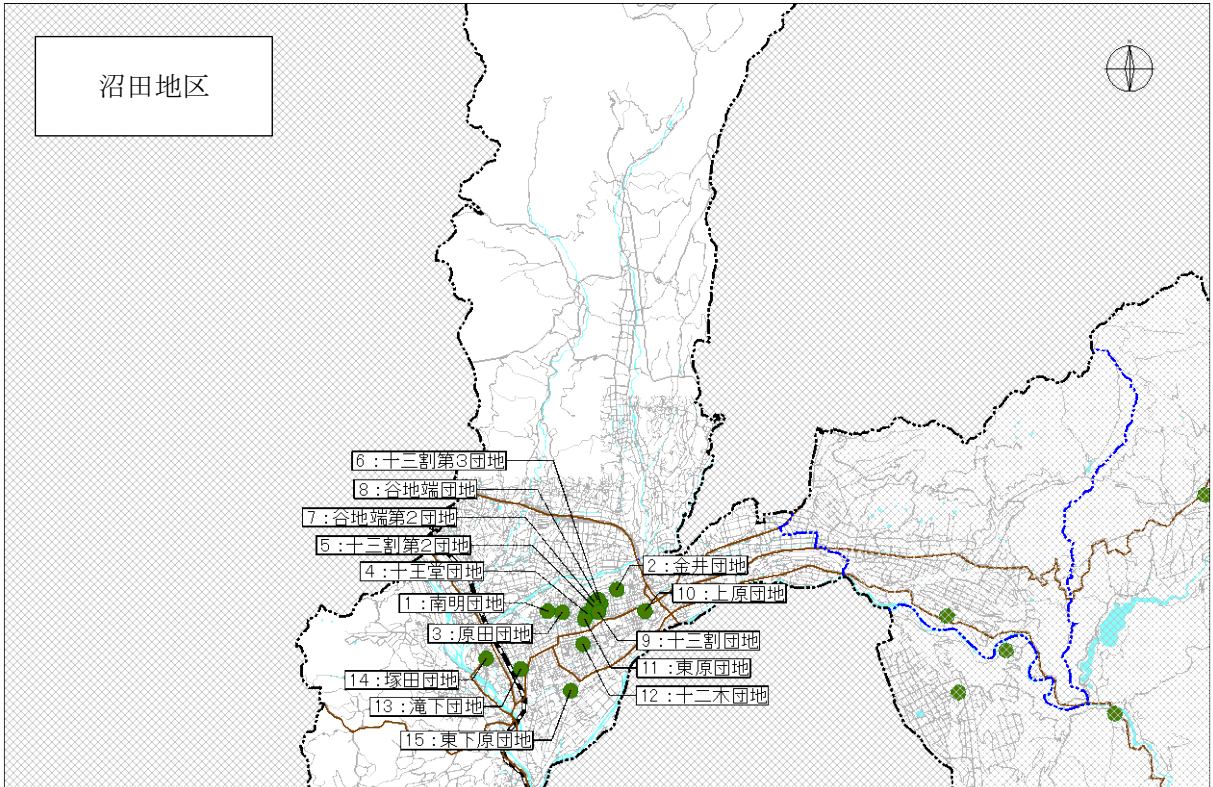 沼田地区
N
6:十三割第3団地
8:谷地端団地
7:谷地端第2団地
5:十三割第2団地
4:十王堂団地
1:南明団地
3:原田団地
2:金井団地
10:上原団地
9:十三割団地
11:東原団地
12:十二木団地
14:塚田団地
13:滝下団地
15:東下原団地